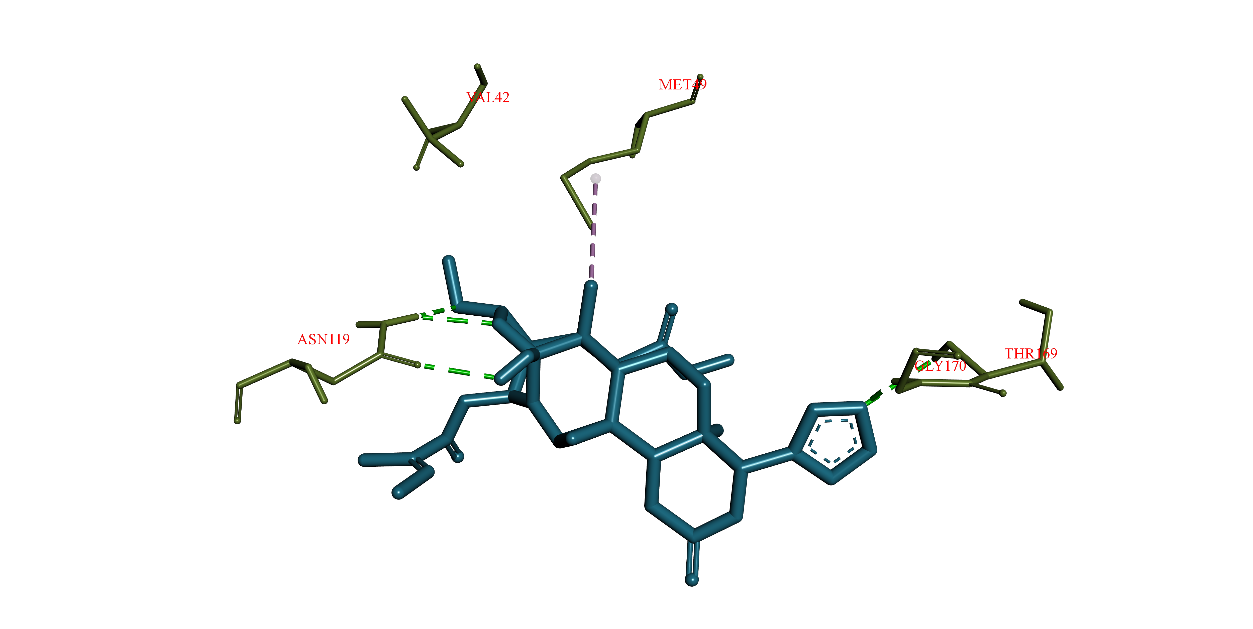 MET49
VAL42
ASN119
THR169
GLY170